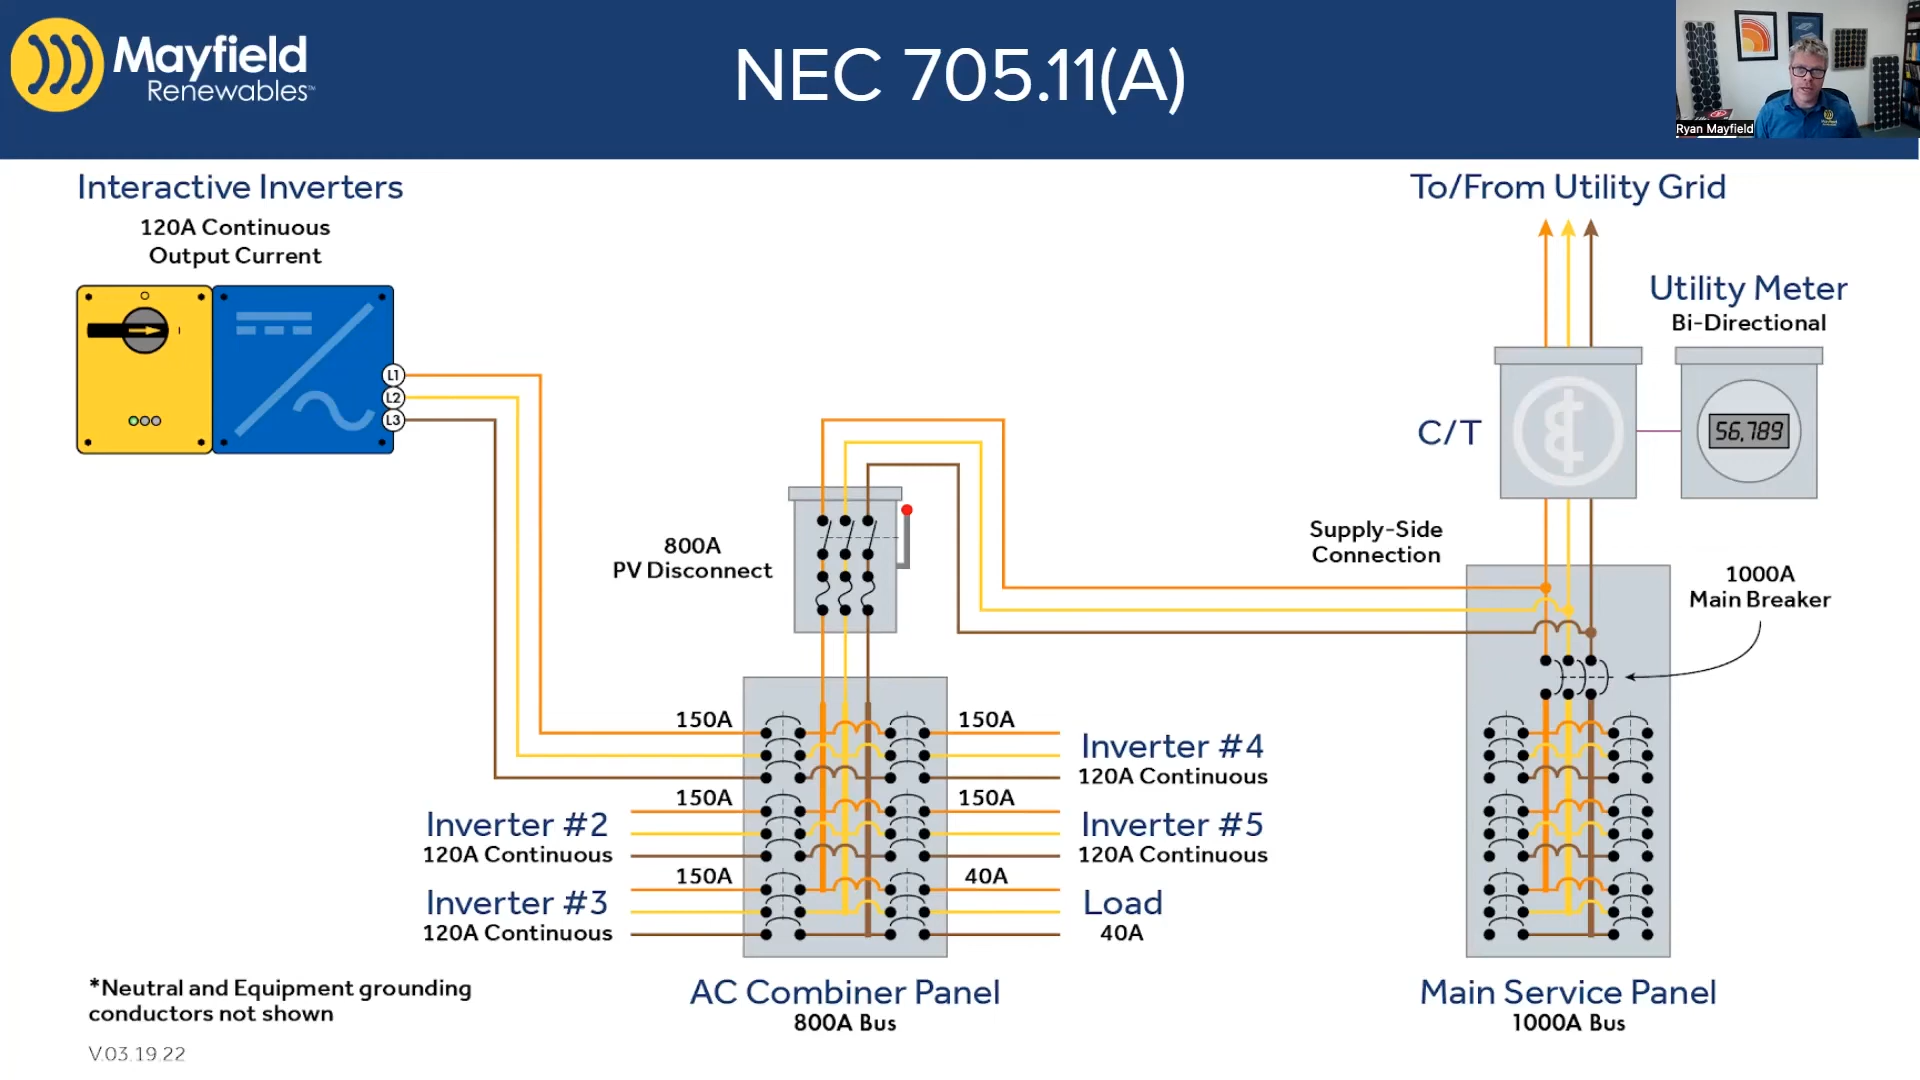 Mayfield
Renewables™
NEC 705.11(A)
Ryan Mayfield
Interactive Inverters
120A Continuous
Output Current
L1
L2
L3
To/From Utility Grid
Utility Meter
Bi-Directional
56,789
C/T
800A
PV Disconnect
Supply-Side
Connection
1000A
Main Breaker
150A
150A
Inverter #4
120A Continuous
150A
150A
Inverter #2
120A Continuous
Inverter #5
120A Continuous
150A
40A
Inverter #3
120A Continuous
Load
40A
AC Combiner Panel
800A Bus
Main Service Panel
1000A Bus
*Neutral and Equipment grounding
conductors not shown
V.03.19.22